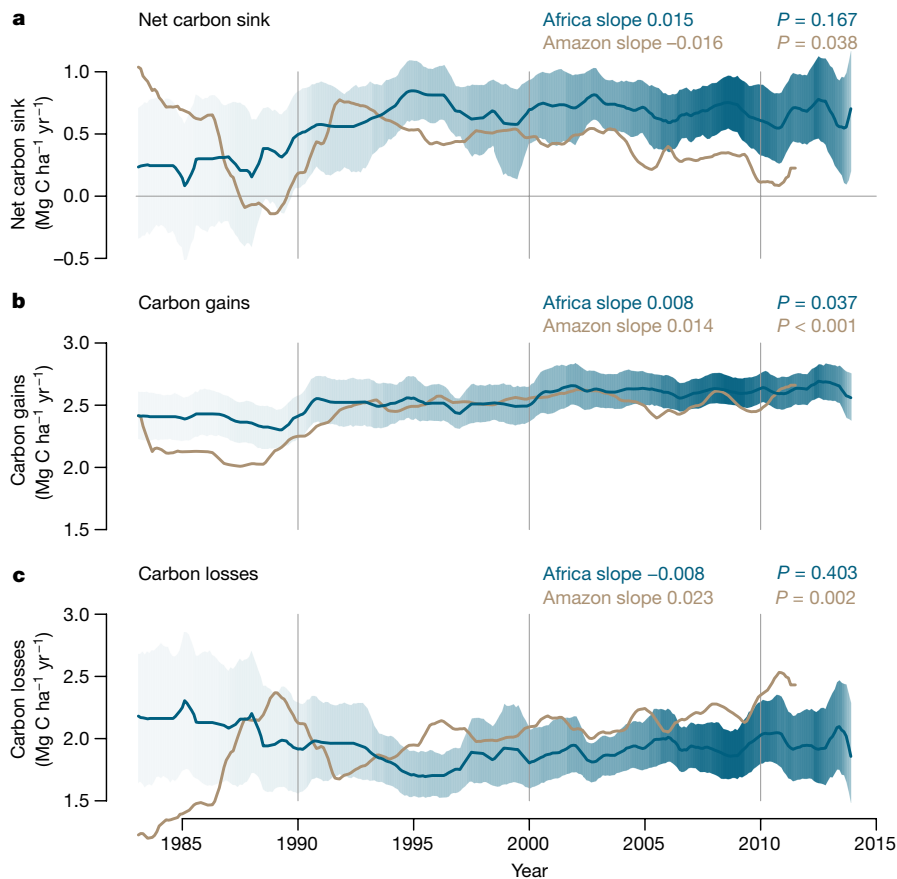 a Net carbon sink Africa slope 0.015 P = 0.167
Amazon slope –0.016 P = 0.038
Net carbon sink
(Mg C ha⁻¹ yr⁻¹)
1.0
0.5
0.0
–0.5
b Carbon gains Africa slope 0.008 P = 0.037
Amazon slope 0.014 P < 0.001
Carbon gains
(Mg C ha⁻¹ yr⁻¹)
3.0
2.5
2.0
1.5
c Carbon losses Africa slope –0.008 P = 0.403
Amazon slope 0.023 P = 0.002
Carbon losses
(Mg C ha⁻¹ yr⁻¹)
3.0
2.5
2.0
1.5
1985 1990 1995 2000 2005 2010 2015
Year